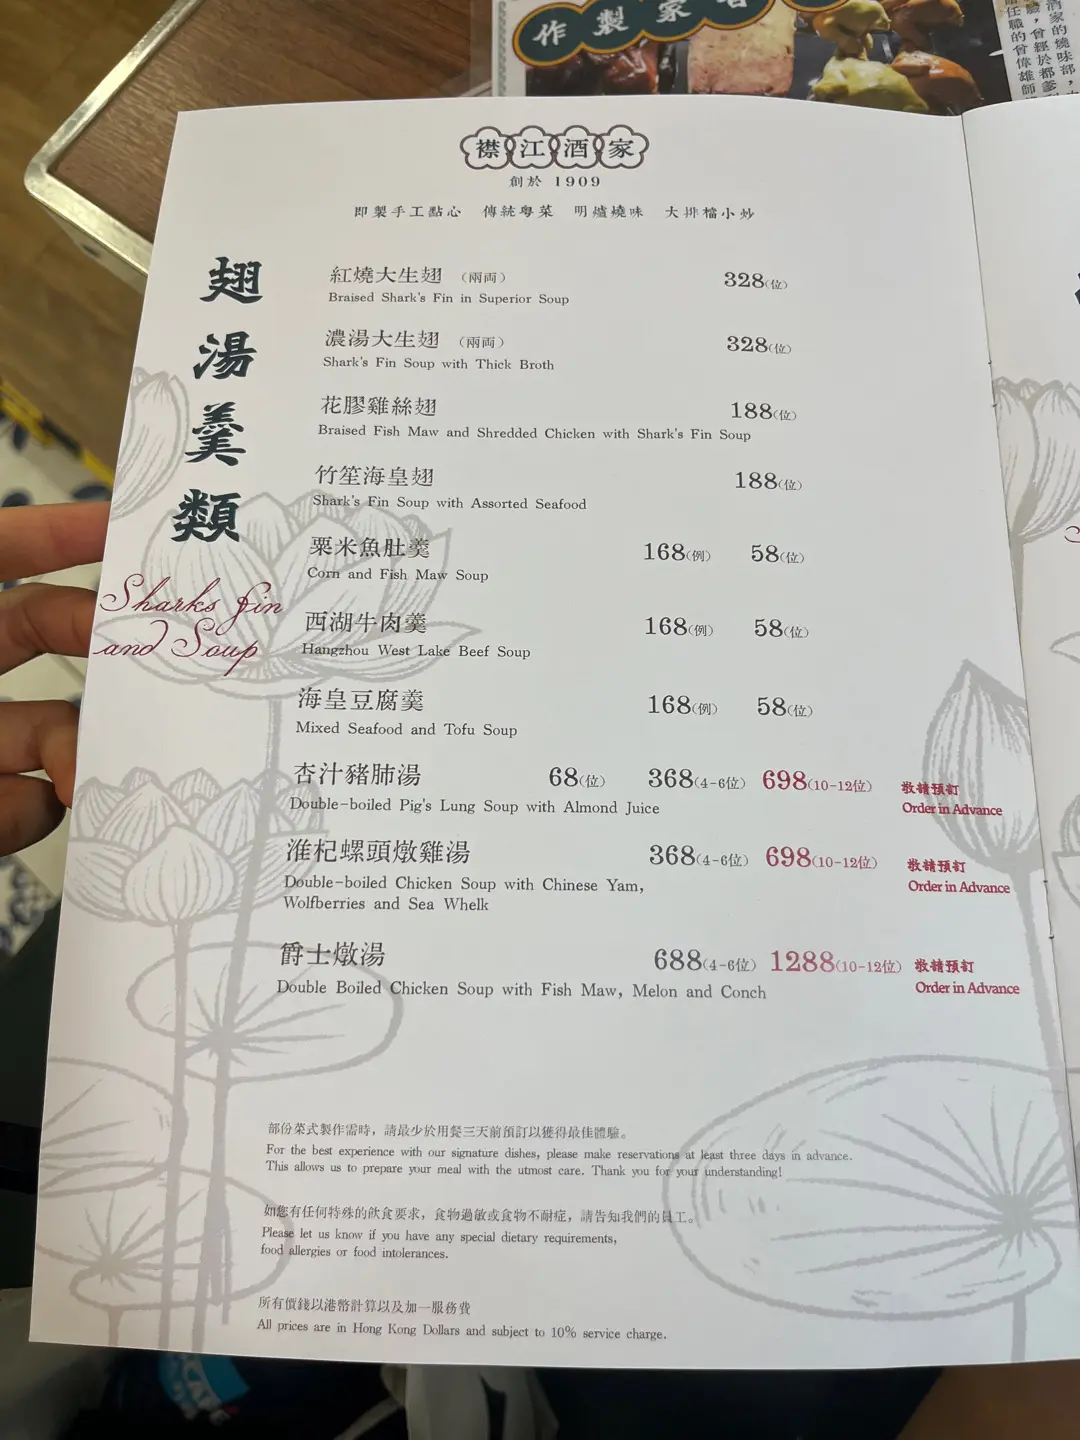 作製家
襟江酒家
創於 1909
即製手工點心 傳統粵菜 明爐燒味 大排檔小炒
翅湯羹類
Sharks fin
and Soup
紅燒大生翅 (兩両) 328(位)
Braised Shark's Fin in Superior Soup
濃湯大生翅 (兩両) 328(位)
Shark's Fin Soup with Thick Broth
花膠雞絲翅 188(位)
Braised Fish Maw and Shredded Chicken with Shark's Fin Soup
竹笙海皇翅 188(位)
Shark's Fin Soup with Assorted Seafood
粟米魚肚羹 168(例) 58(位)
Corn and Fish Maw Soup
西湖牛肉羹 168(例) 58(位)
Hangzhou West Lake Beef Soup
海皇豆腐羹 168(例) 58(位)
Mixed Seafood and Tofu Soup
杏汁豬肺湯 68(位) 368(4-6位) 698(10-12位) 敬請預訂
Double-boiled Pig's Lung Soup with Almond Juice Order in Advance
淮杞螺頭燉雞湯 368(4-6位) 698(10-12位) 敬請預訂
Double-boiled Chicken Soup with Chinese Yam, Order in Advance
Wolfberries and Sea Whelk
爵士燉湯 688(4-6位) 1288(10-12位) 敬請預訂
Double Boiled Chicken Soup with Fish Maw, Melon and Conch Order in Advance
部份菜式製作需時，請最少於用餐三天前預訂以獲得最佳體驗。
For the best experience with our signature dishes, please make reservations at least three days in advance.
This allows us to prepare your meal with the utmost care. Thank you for your understanding!
如您有任何特殊的飲食要求，食物過敏或食物不耐症，請告知我們的員工。
Please let us know if you have any special dietary requirements,
food allergies or food intolerances.
所有價錢以港幣計算以及加一服務費
All prices are in Hong Kong Dollars and subject to 10% service charge.